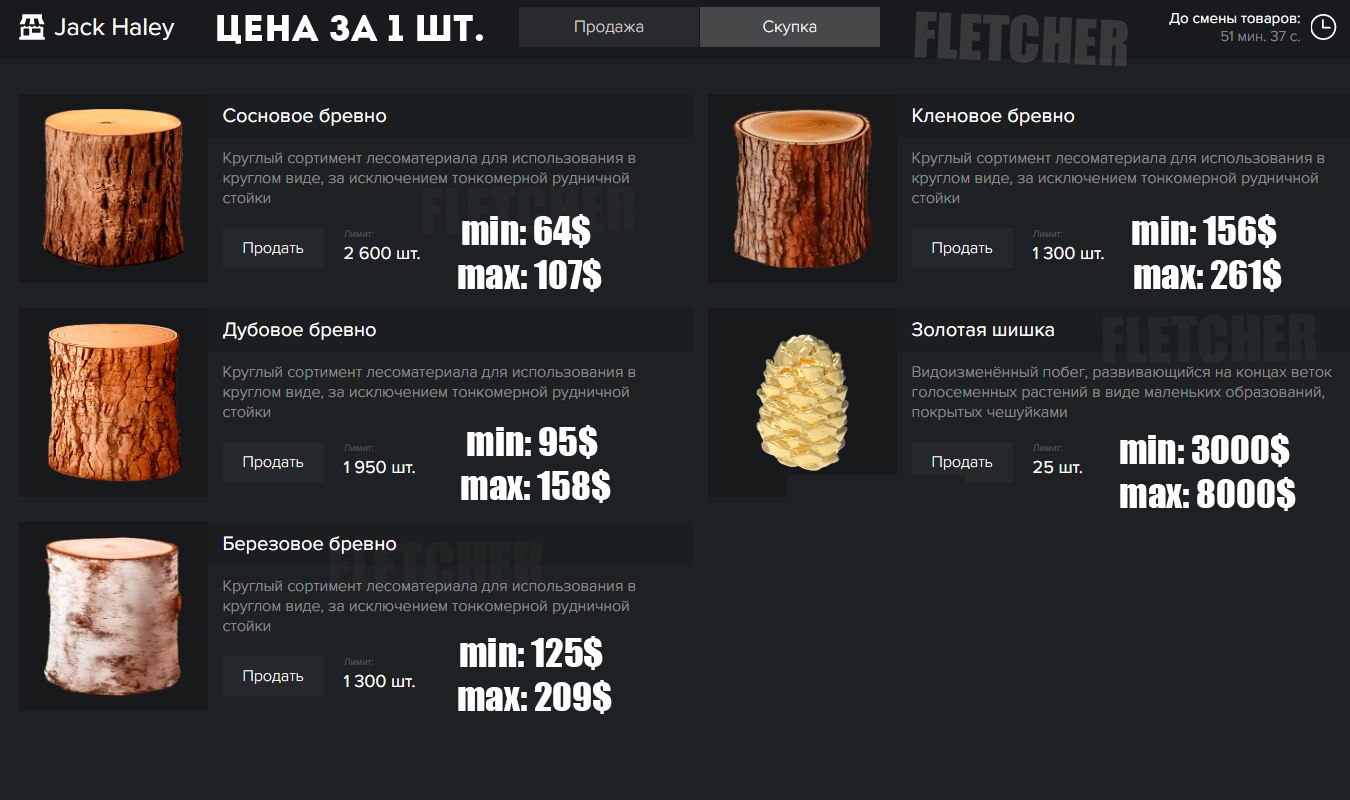 Jack Haley
ЦЕНА ЗА 1 ШТ.
Продажа
Скупка
FLETCHER
До смены товаров:
51 мин. 37 с.
Сосновое бревно
Круглый сортимент лесоматериала для использования в
круглом виде, за исключением тонкомерной рудничной
стойки
FLETCHER
Продать
Лимит:
2 600 шт.
min: 64$
max: 107$
Кленовое бревно
Круглый сортимент лесоматериала для использования в
круглом виде, за исключением тонкомерной рудничной
стойки
Продать
Лимит:
1 300 шт.
min: 156$
max: 261$
Дубовое бревно
Круглый сортимент лесоматериала для использования в
круглом виде, за исключением тонкомерной рудничной
стойки
Продать
Лимит:
1 950 шт.
min: 95$
max: 158$
Золотая шишка
FLETCHER
Видоизменённый побег, развивающийся на концах веток
голосеменных растений в виде маленьких образований,
покрытых чешуйками
Продать
Лимит:
25 шт.
min: 3000$
max: 8000$
Березовое бревно
FLETCHER
Круглый сортимент лесоматериала для использования в
круглом виде, за исключением тонкомерной рудничной
стойки
Продать
Лимит:
1 300 шт.
min: 125$
max: 209$